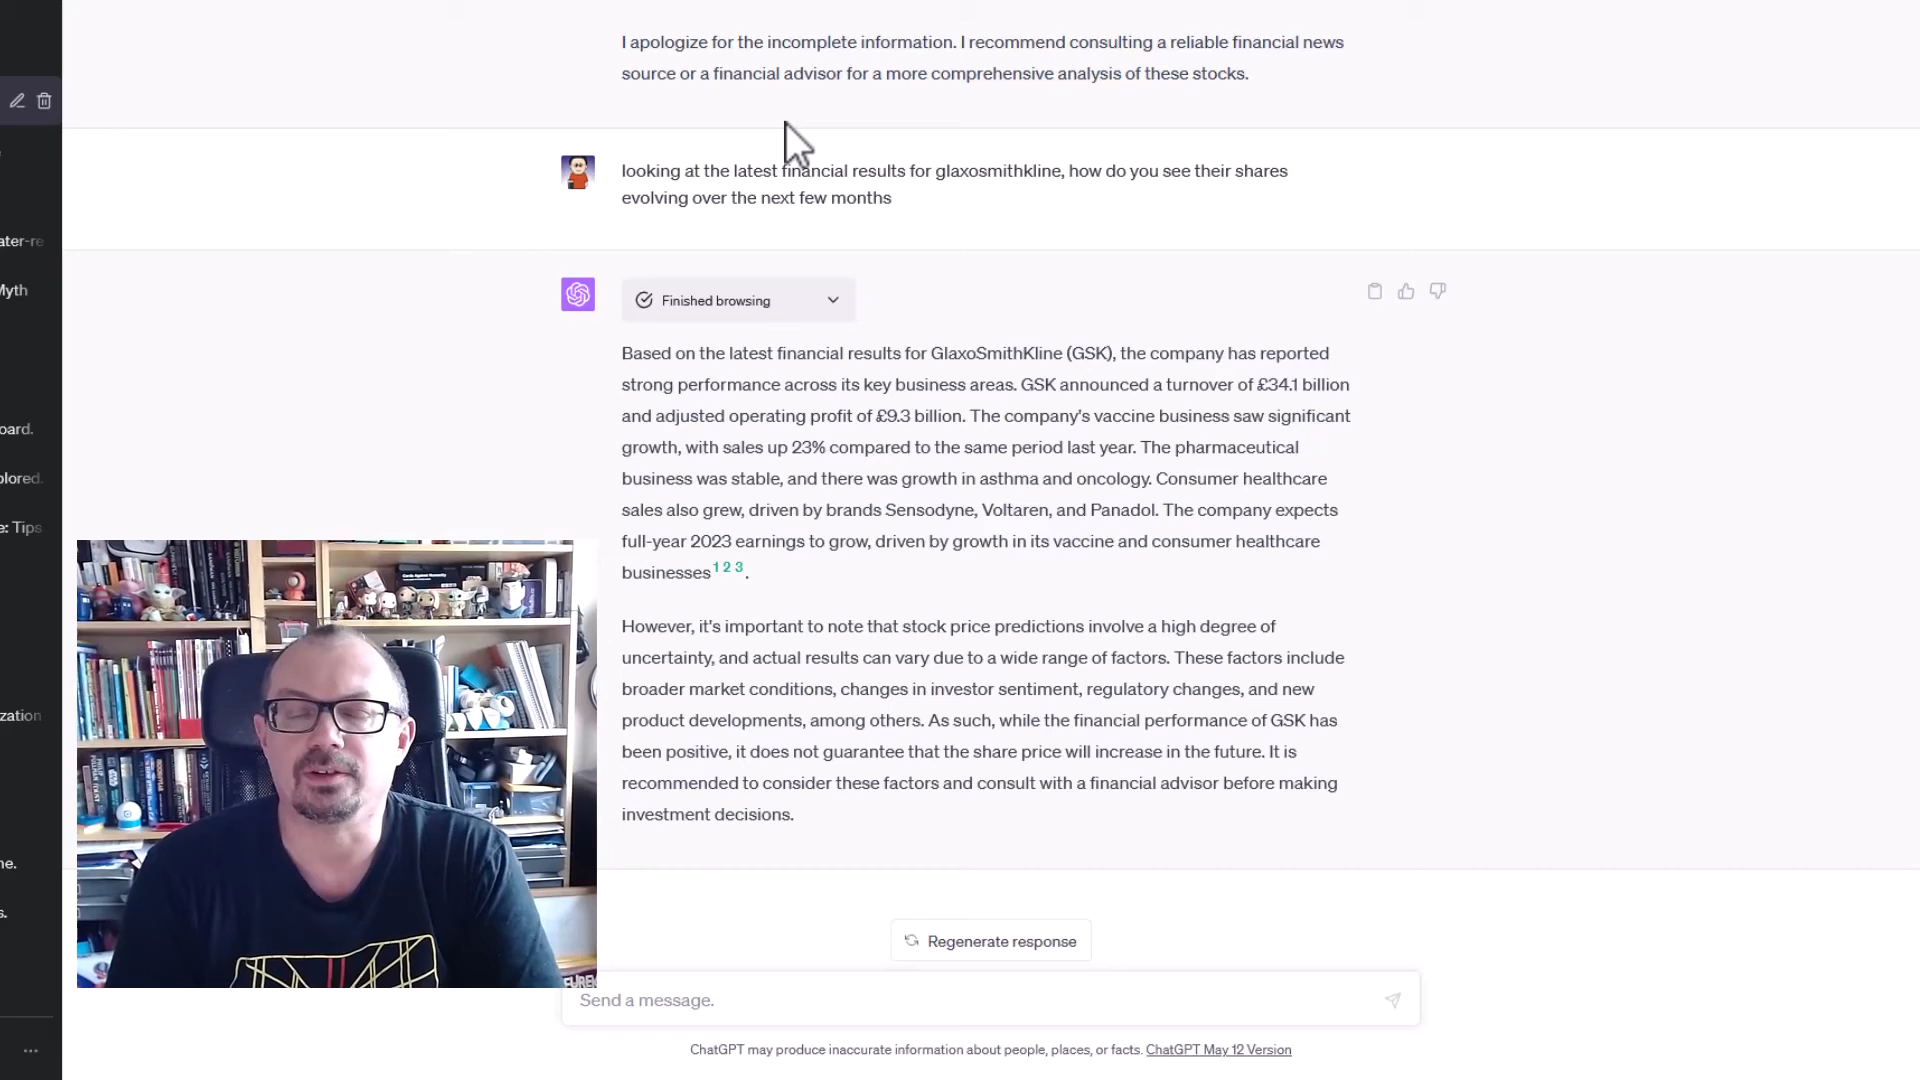 I apologize for the incomplete information. I recommend consulting a reliable financial news
source or a financial advisor for a more comprehensive analysis of these stocks.
looking at the latest financial results for glaxosmithkline, how do you see their shares
evolving over the next few months
ater-re
Myth
oard.
plored.
e: Tips
zation
ne.
s.
Finished browsing
Based on the latest financial results for GlaxoSmithKline (GSK), the company has reported
strong performance across its key business areas. GSK announced a turnover of £34.1 billion
and adjusted operating profit of £9.3 billion. The company's vaccine business saw significant
growth, with sales up 23% compared to the same period last year. The pharmaceutical
business was stable, and there was growth in asthma and oncology. Consumer healthcare
sales also grew, driven by brands Sensodyne, Voltaren, and Panadol. The company expects
full-year 2023 earnings to grow, driven by growth in its vaccine and consumer healthcare
businesses 1 2 3.
However, it's important to note that stock price predictions involve a high degree of
uncertainty, and actual results can vary due to a wide range of factors. These factors include
broader market conditions, changes in investor sentiment, regulatory changes, and new
product developments, among others. As such, while the financial performance of GSK has
been positive, it does not guarantee that the share price will increase in the future. It is
recommended to consider these factors and consult with a financial advisor before making
investment decisions.
Regenerate response
Send a message.
ChatGPT may produce inaccurate information about people, places, or facts. ChatGPT May 12 Version